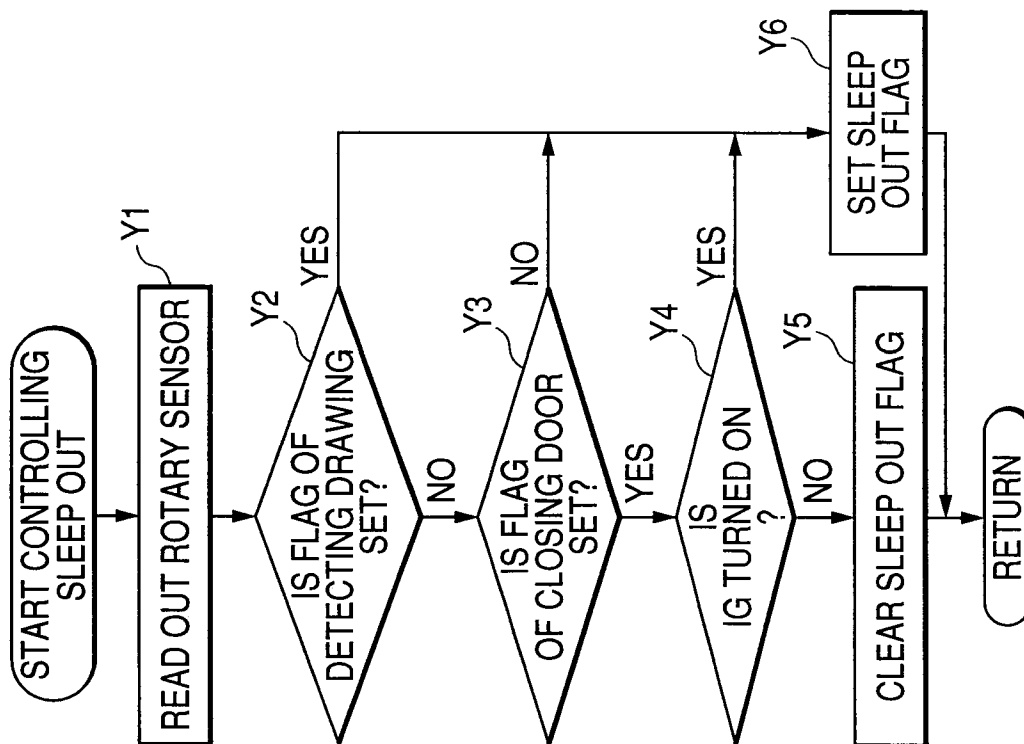 START CONTROLLING
SLEEP OUT
Y1
READ OUT ROTARY SENSOR
Y2
IS FLAG OF
DETECTING DRAWING
SET?
YES
NO
Y3
IS FLAG
OF CLOSING DOOR
SET?
NO
YES
Y4
IS
IG TURNED ON
?
YES
NO
Y5
CLEAR SLEEP OUT FLAG
Y6
SET SLEEP
OUT FLAG
RETURN